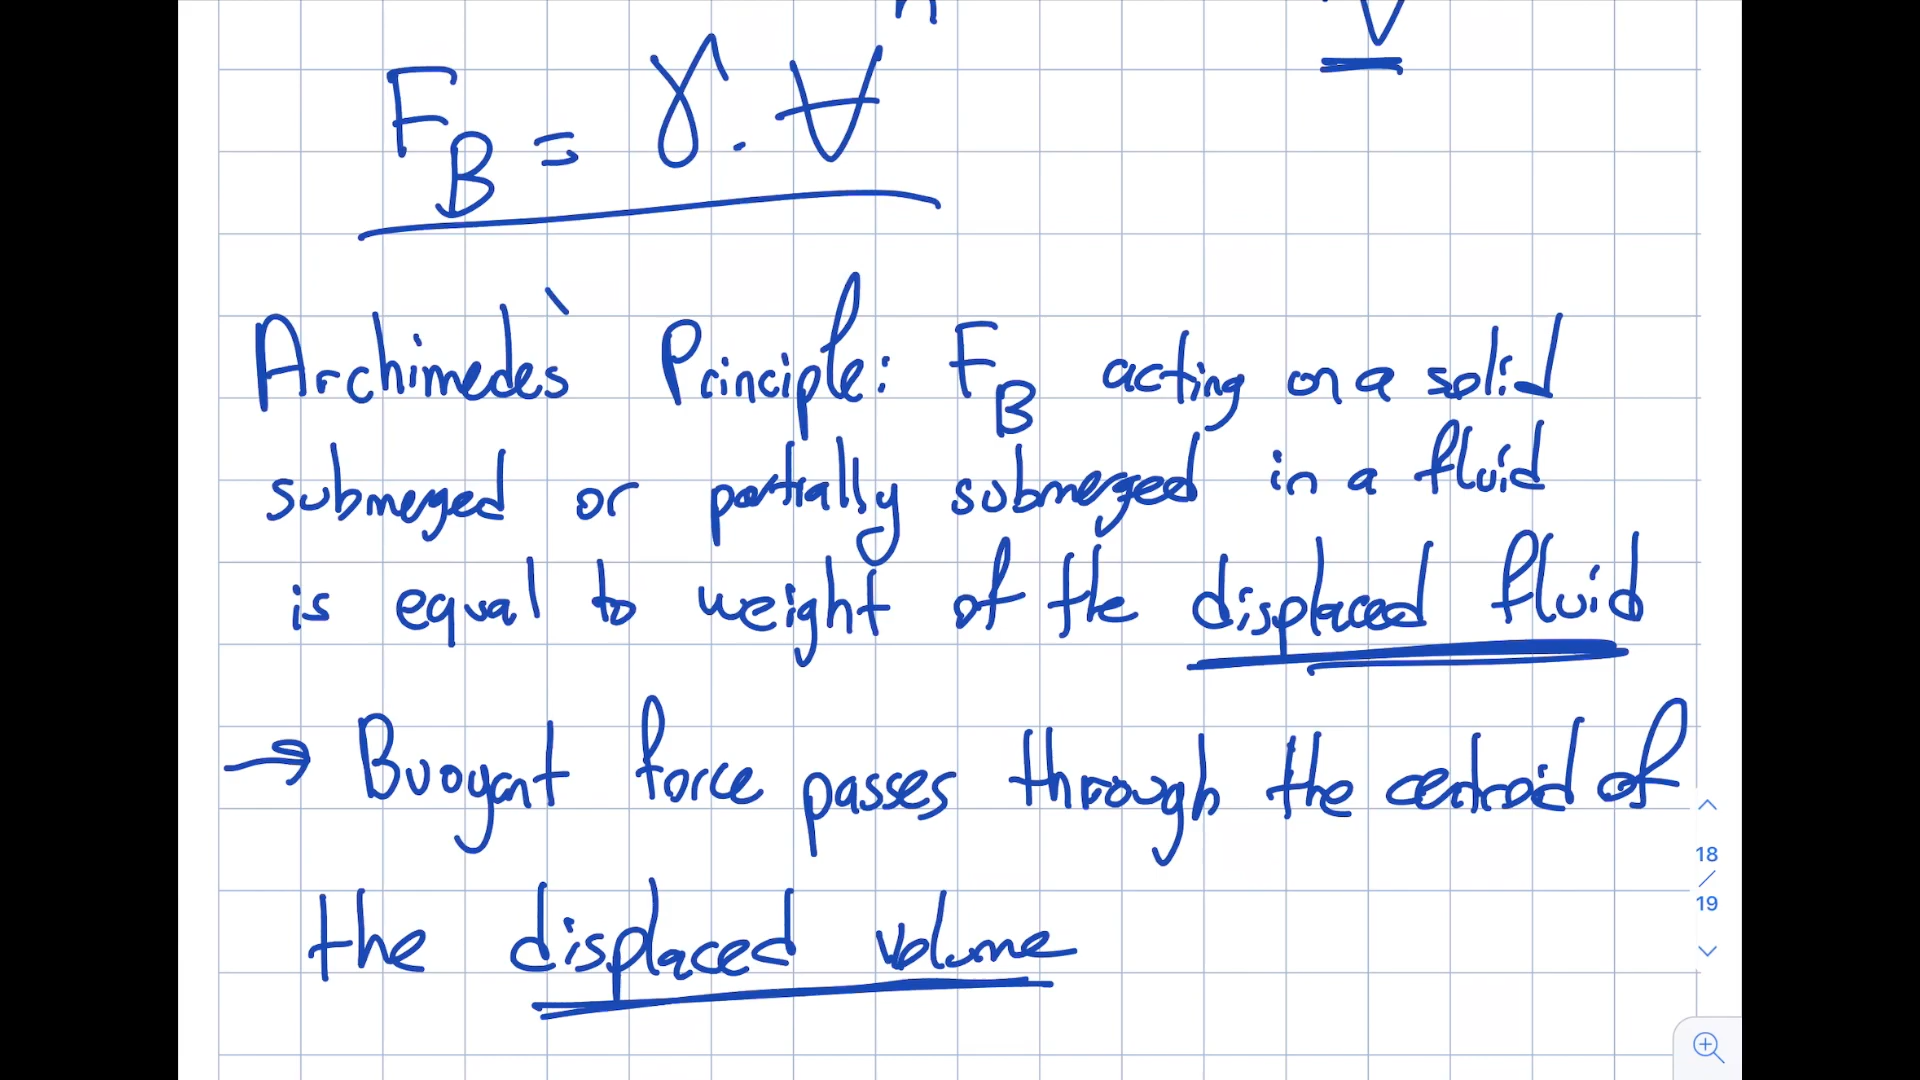 F_B = γ. ∀
Archimedes` Principle: F_B acting on a solid
submerged or partially submerged in a fluid
is equal to weight of the displaced fluid
→ Buoyant force passes through the centroid of
the displaced volume
18
/
19